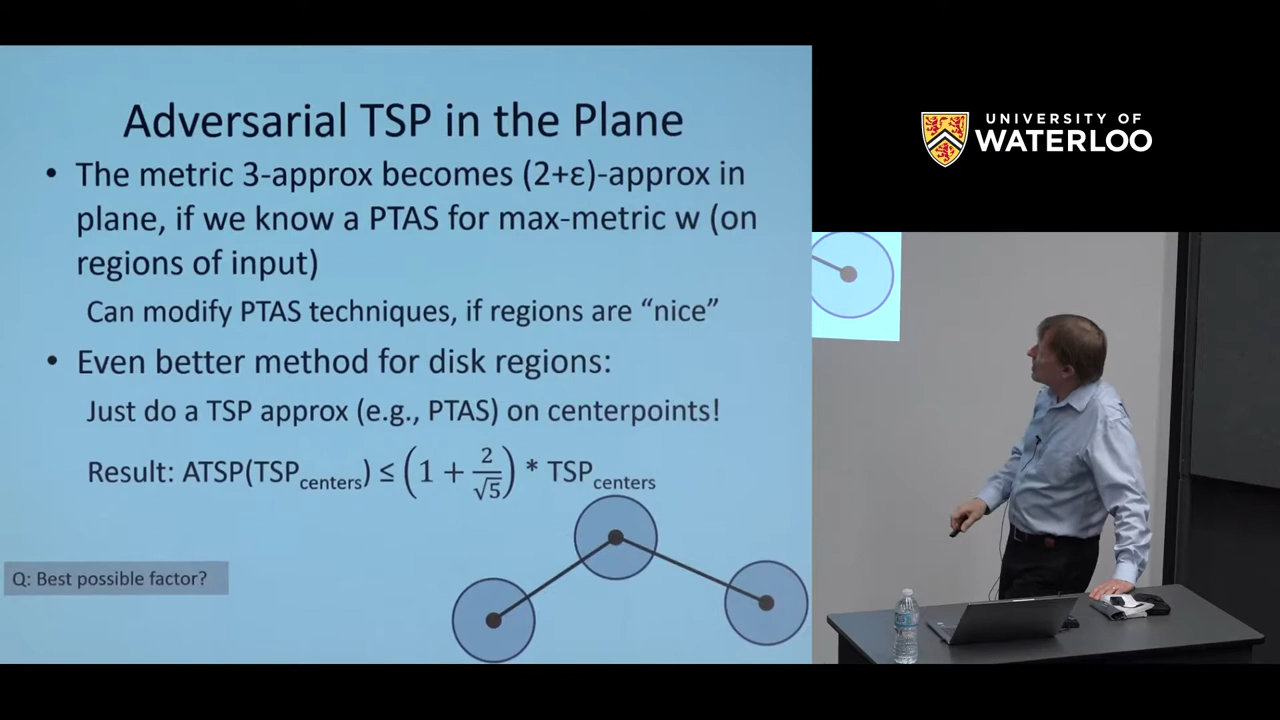 Adversarial TSP in the Plane
• The metric 3-approx becomes (2+ε)-approx in
plane, if we know a PTAS for max-metric w (on
regions of input)
Can modify PTAS techniques, if regions are “nice”
• Even better method for disk regions:
Just do a TSP approx (e.g., PTAS) on centerpoints!
Result: ATSP(TSP_centers) ≤ (1 + 2/√5) * TSP_centers
Q: Best possible factor?
UNIVERSITY OF
WATERLOO